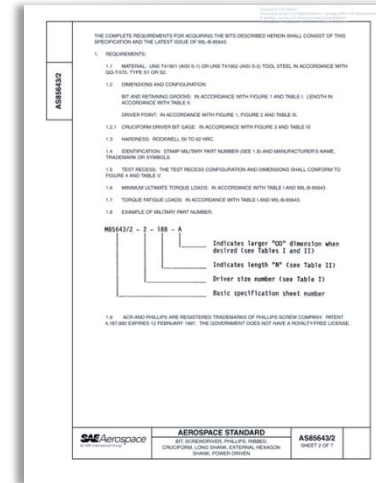 THE COMPLETE REQUIREMENTS FOR ACQUIRING THE BITS DESCRIBED HEREIN SHALL CONSIST OF THIS
SPECIFICATION AND THE LATEST ISSUE OF MIL-B-85643.
AS85643/2
1. REQUIREMENTS:
1.1 MATERIAL: UNS T41901 (AISI S-1) OR UNS T41902 (AISI S-2) TOOL STEEL IN ACCORDANCE WITH
QQ-T-570, TYPE S1 OR S2.
1.2 DIMENSIONS AND CONFIGURATION:
BIT AND RETAINING GROOVE: IN ACCORDANCE WITH FIGURE 1 AND TABLE I. LENGTH IN
ACCORDANCE WITH TABLE II.
DRIVER POINT: IN ACCORDANCE WITH FIGURE 1, FIGURE 2 AND TABLE III.
1.2.1 CRUCIFORM DRIVER BIT GAGE: IN ACCORDANCE WITH FIGURE 3 AND TABLE IV.
1.3 HARDNESS: ROCKWELL 58 TO 62 HRC.
1.4 IDENTIFICATION: STAMP MILITARY PART NUMBER (SEE 1.8) AND MANUFACTURER'S NAME,
TRADEMARK OR SYMBOLS.
1.5 TEST RECESS: THE TEST RECESS CONFIGURATION AND DIMENSIONS SHALL CONFORM TO
FIGURE 4 AND TABLE V.
1.6 MINIMUM ULTIMATE TORQUE LOADS: IN ACCORDANCE WITH TABLE I AND MIL-B-85643.
1.7 TORQUE FATIGUE LOADS: IN ACCORDANCE WITH TABLE I AND MIL-B-85643.
1.8 EXAMPLE OF MILITARY PART NUMBER.
M85643/2 - 2 - 188 - A
Indicates larger "OD" dimension when
desired (see Tables I and II)
Indicates length "N" (see Table II)
Driver size number (see Table I)
Basic specification sheet number
1.9 ACR AND PHILLIPS ARE REGISTERED TRADEMARKS OF PHILLIPS SCREW COMPANY. PATENT
4,187,892 EXPIRES 12 FEBRUARY 1997. THE GOVERNMENT DOES NOT HAVE A ROYALTY-FREE LICENSE.
SAE Aerospace
An SAE International Group
AEROSPACE STANDARD
BIT, SCREWDRIVER, PHILLIPS, RIBBED,
CRUCIFORM, LONG SHANK, EXTERNAL HEXAGON
SHANK, POWER DRIVEN
AS85643/2
SHEET 2 OF 7